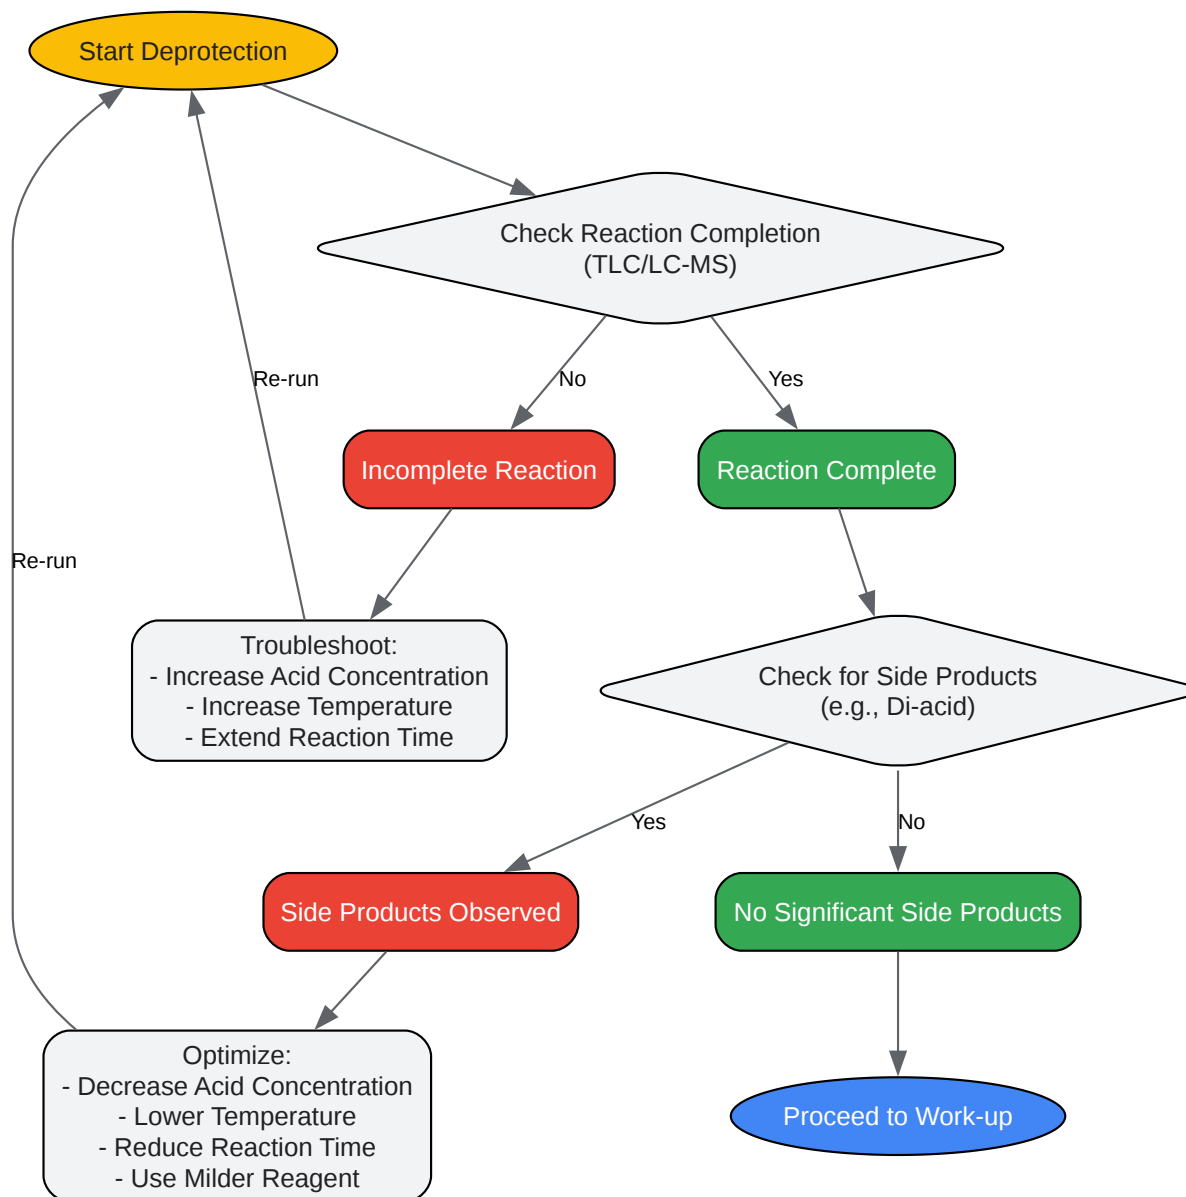 Start Deprotection
Check Reaction Completion
(TLC/LC-MS)
Re-run
No
Yes
Incomplete Reaction
Reaction Complete
Re-run
Troubleshoot:
- Increase Acid Concentration
- Increase Temperature
- Extend Reaction Time
Check for Side Products
(e.g., Di-acid)
Yes
No
Side Products Observed
No Significant Side Products
Optimize:
- Decrease Acid Concentration
- Lower Temperature
- Reduce Reaction Time
- Use Milder Reagent
Proceed to Work-up